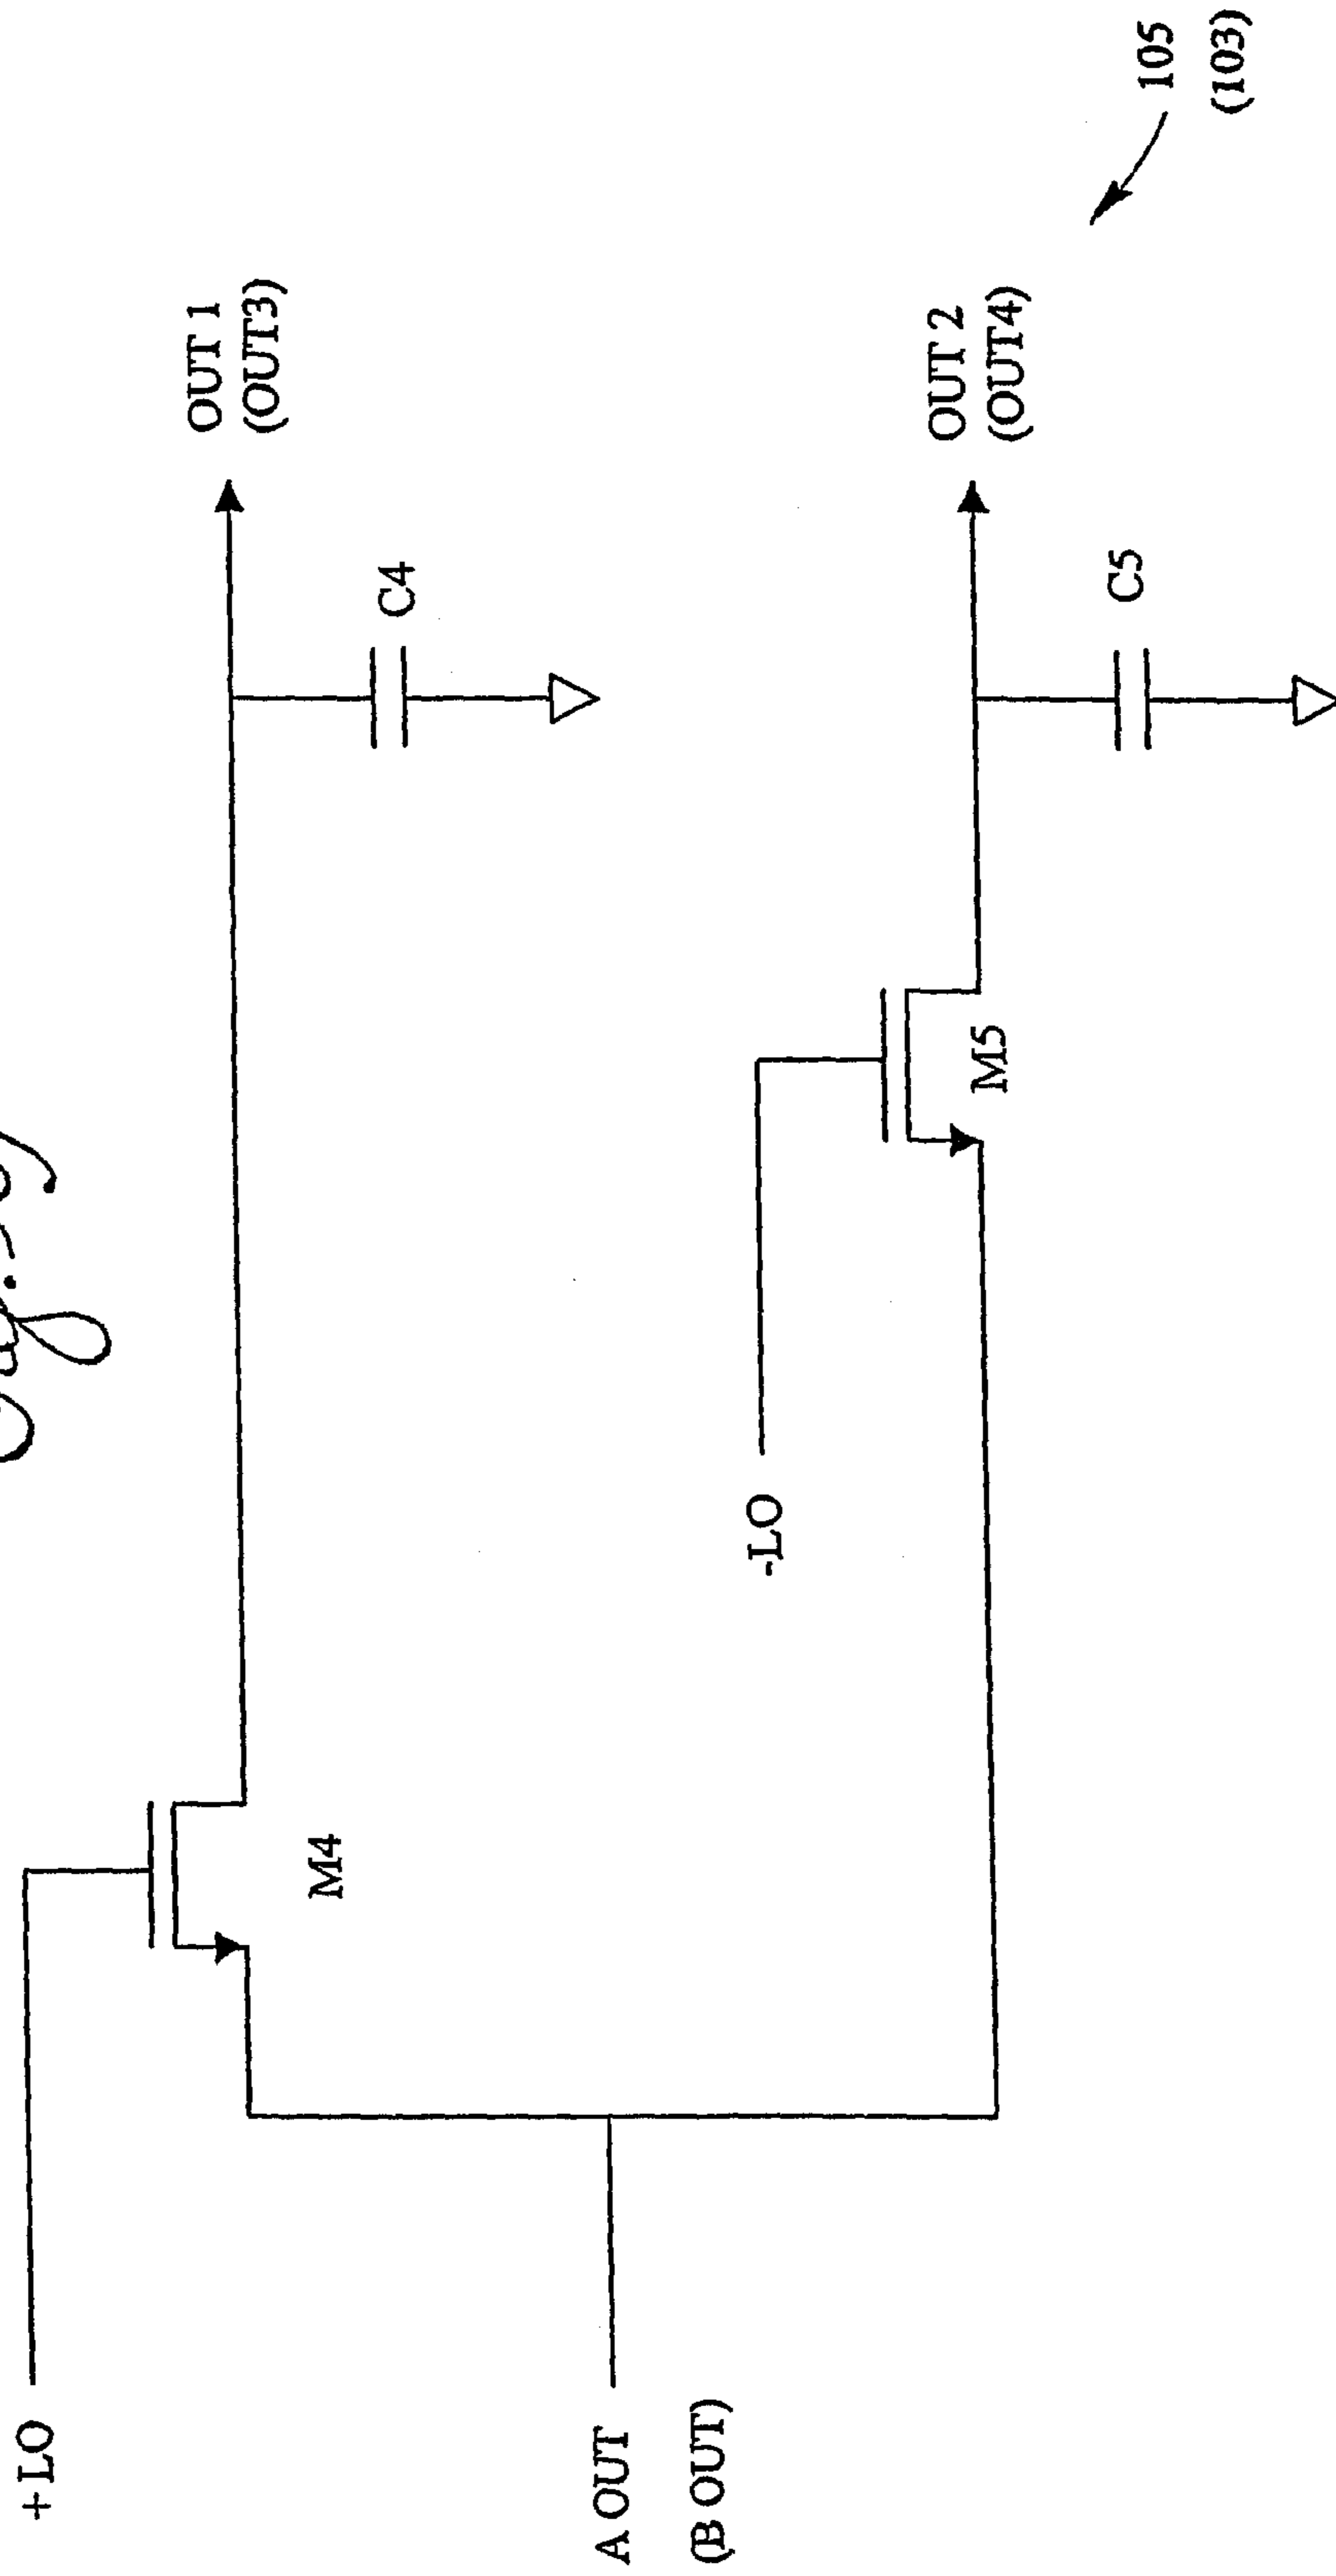 +LO
M4
OUT 1
(OUT3)
C4
A OUT
(B OUT)
-LO
M5
OUT 2
(OUT4)
C5
105
(103)